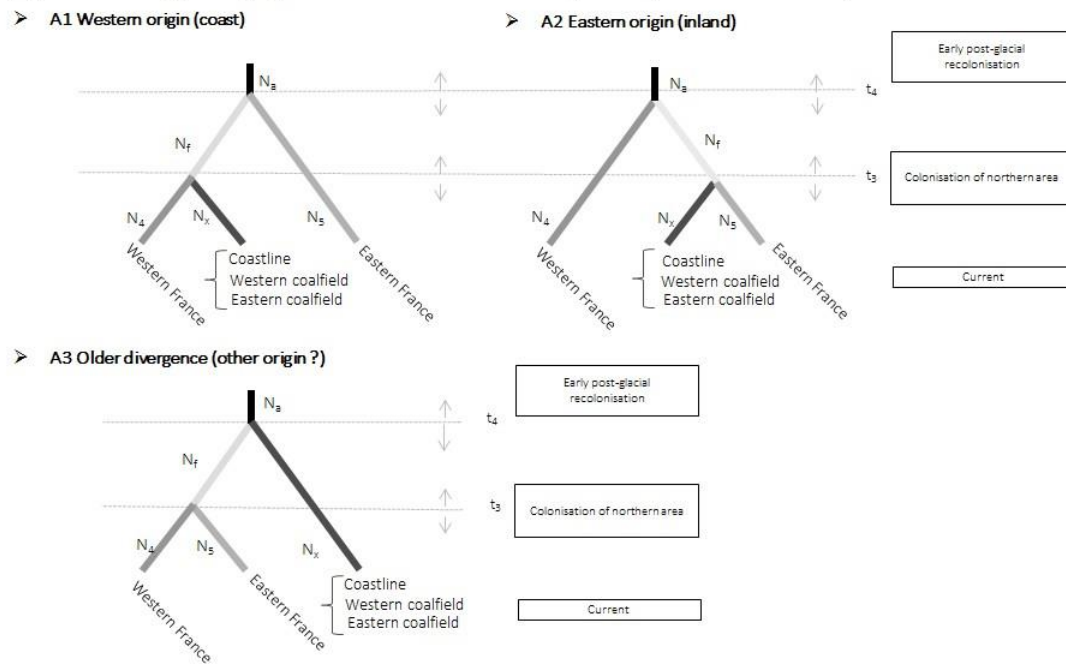 ➤ A1 Western origin (coast)
➤ A2 Eastern origin (inland)
Na
Nf
N4
Nx
N5
Western France
Coastline
Western coalfield
Eastern coalfield
Eastern France
Na
Nf
N4
Nx
N5
Western France
Coastline
Western coalfield
Eastern coalfield
Eastern France
Early post-glacial
recolonisation
t4
t3
Colonisation of northern area
Current
➤ A3 Older divergence (other origin ?)
Na
Nf
N4
N5
Nx
Western France
Eastern France
Coastline
Western coalfield
Eastern coalfield
t4
Early post-glacial
recolonisation
t3
Colonisation of northern area
Current